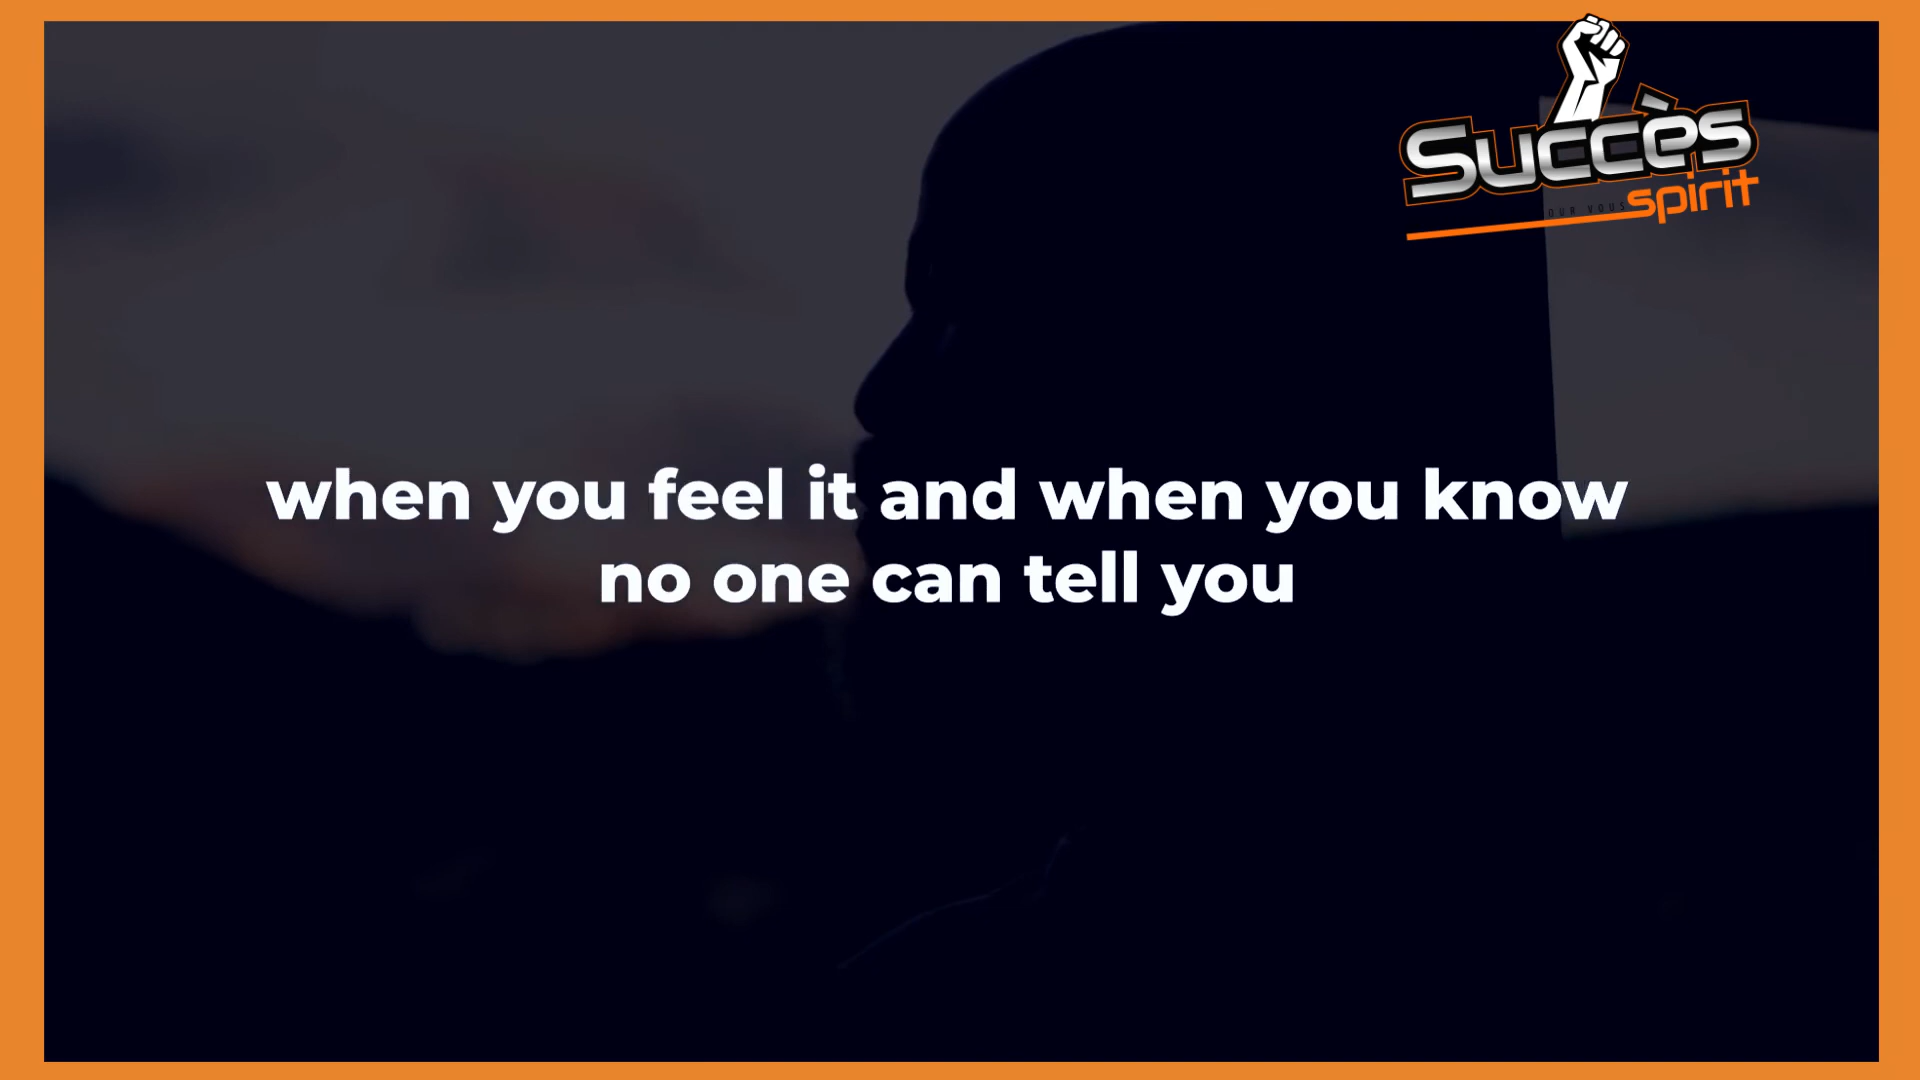 Succès
spirit
when you feel it and when you know
no one can tell you